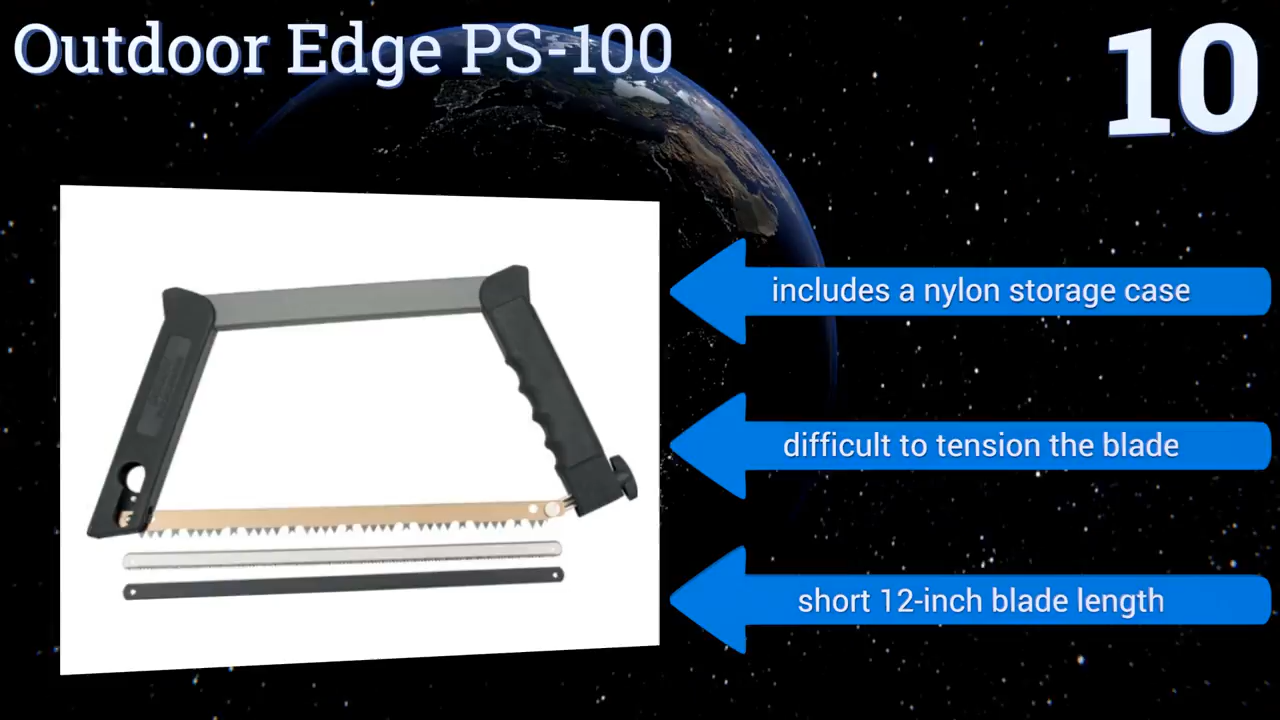 Outdoor Edge PS-100
10
includes a nylon storage case
difficult to tension the blade
short 12-inch blade length